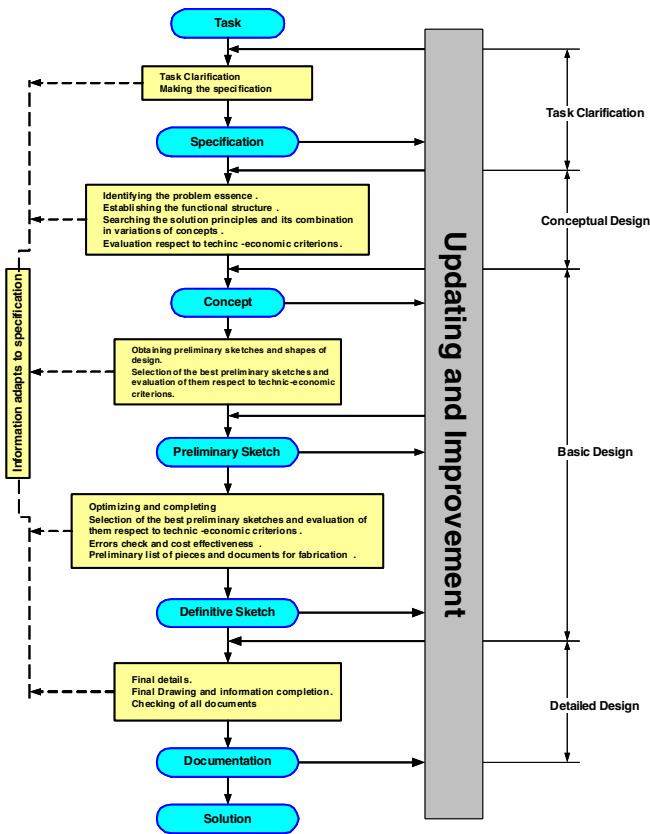 Task
Task Clarification
Making the specification
Specification
Identifying the problem essence .
Establishing the functional structure .
Searching the solution principles and its combination
in variations of concepts .
Evaluation respect to techinc -economic criterions .
Concept
Obtaining preliminary sketches and shapes of
design.
Selection of the best preliminary sketches and
evaluation of them respect to technic-economic
criterions.
Preliminary Sketch
Optimizing and completing
Selection of the best preliminary sketches and evaluation of
them respect to technic -economic criterions .
Errors check and cost effectiveness .
Preliminary list of pieces and documents for fabrication .
Definitive Sketch
Final details.
Final Drawing and information completion.
Checking of all documents
Documentation
Solution
Information adapts to specification
Updating and Improvement
Task Clarification
Conceptual Design
Basic Design
Detailed Design